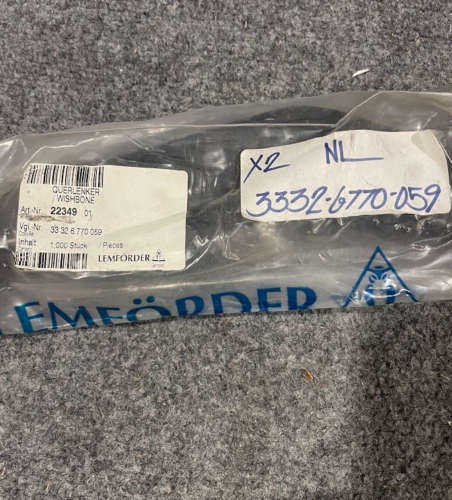 QUERLENKER
/ WISHBONE
Art.-Nr. 22349 01
Vgl.-Nr. 33 32 6 770 059
Inhalt 1,000 Stück / Pieces
LEMFÖRDER
X2 NL
3332-6770-059
LEMFÖRDER